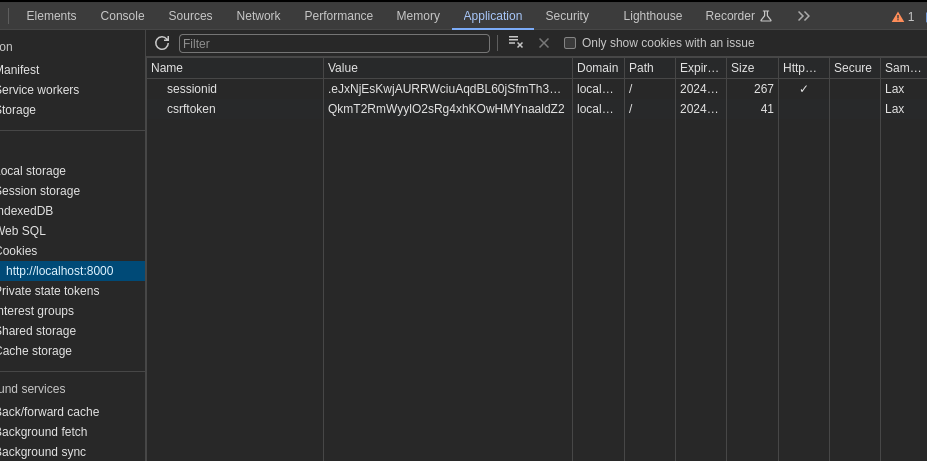 Elements Console Sources Network Performance Memory Application Security Lighthouse Recorder 1
on
Manifest
Service workers
Storage
Local storage
Session storage
IndexedDB
Web SQL
Cookies
http://localhost:8000
Private state tokens
Interest groups
Shared storage
Cache storage
und services
Back/forward cache
Background fetch
Background sync
Filter Only show cookies with an issue
Name Value Domain Path Expir… Size Http… Secure Sam…
sessionid .eJxNjEsKwjAURRWciuAqdBL60jSfmTh3… local… / 2024… 267 ✓ Lax
csrftoken QkmT2RmWyylO2sRg4xhKOwHMYnaaldZ2 local… / 2024… 41 Lax